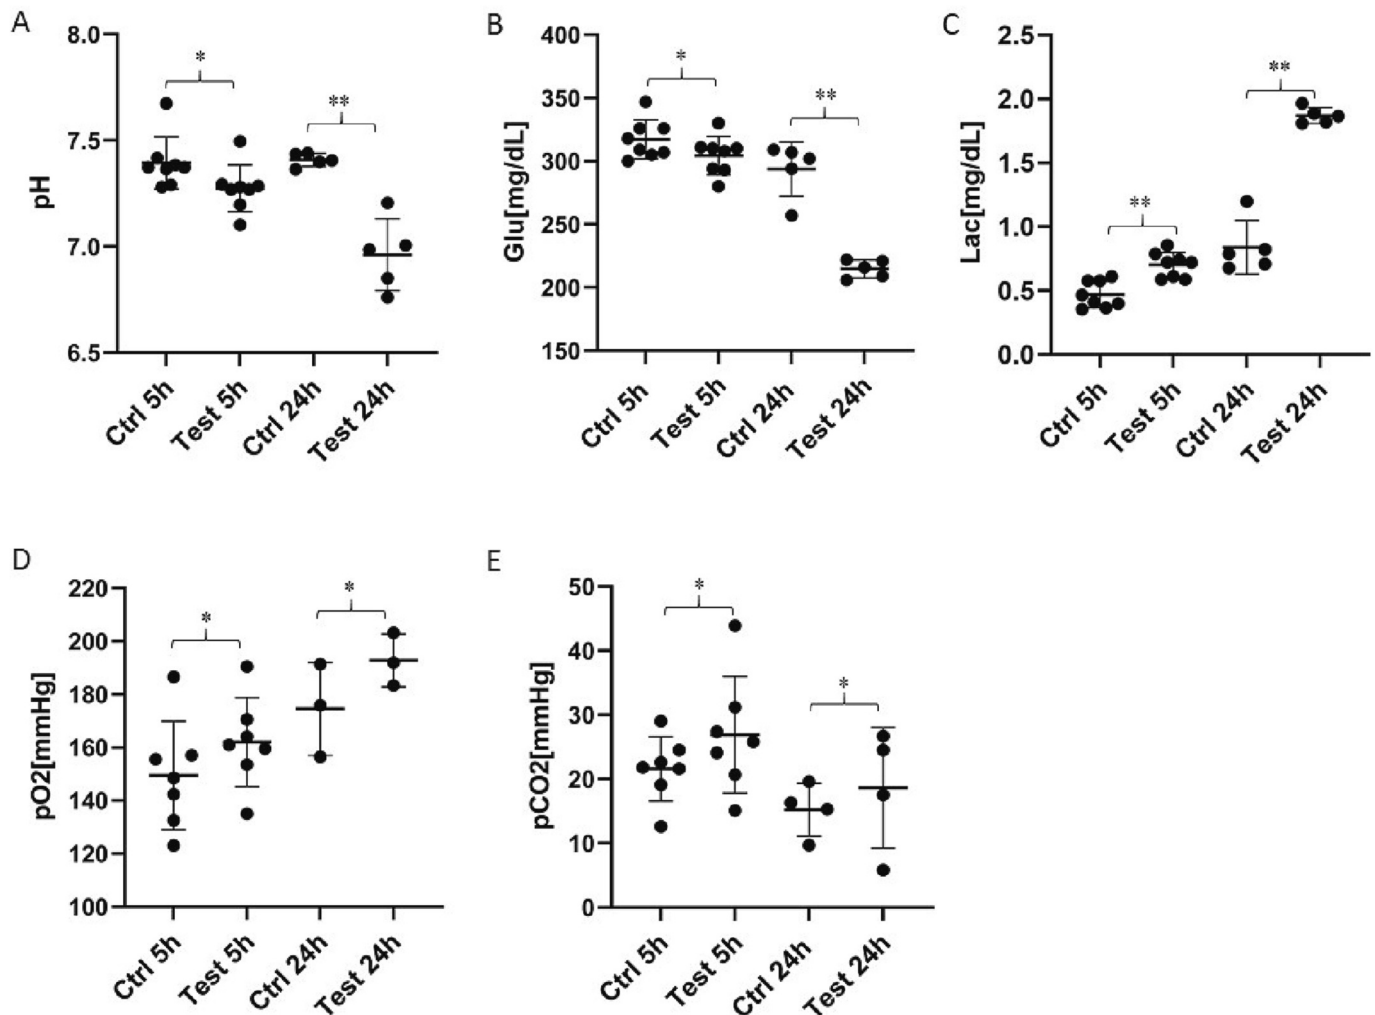 A
8.0
7.5
7.0
6.5
pH
*
**
Ctrl 5h
Test 5h
Ctrl 24h
Test 24h
B
400
350
300
250
200
150
Glu[mg/dL]
*
**
Ctrl 5h
Test 5h
Ctrl 24h
Test 24h
C
2.5
2.0
1.5
1.0
0.5
0.0
Lac[mg/dL]
**
**
Ctrl 5h
Test 5h
Ctrl 24h
Test 24h
D
220
200
180
160
140
120
100
pO2[mmHg]
*
*
Ctrl 5h
Test 5h
Ctrl 24h
Test 24h
E
50
40
30
20
10
0
pCO2[mmHg]
*
*
Ctrl 5h
Test 5h
Ctrl 24h
Test 24h